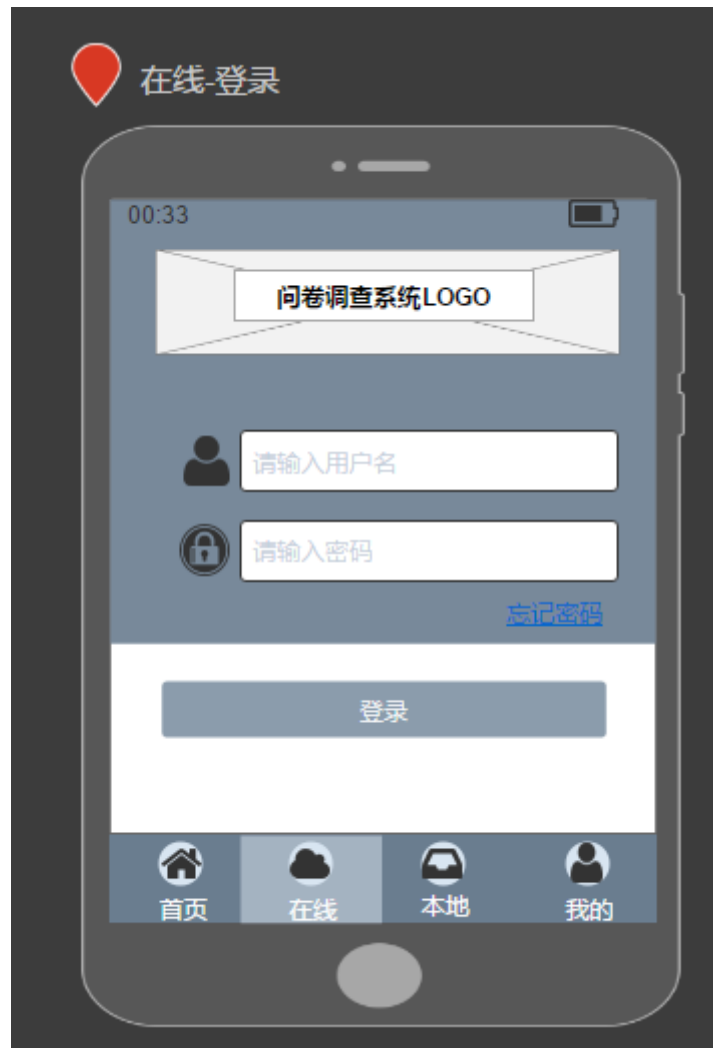 在线-登录
00:33
问卷调查系统LOGO
请输入用户名
请输入密码
忘记密码
登录
首页
在线
本地
我的